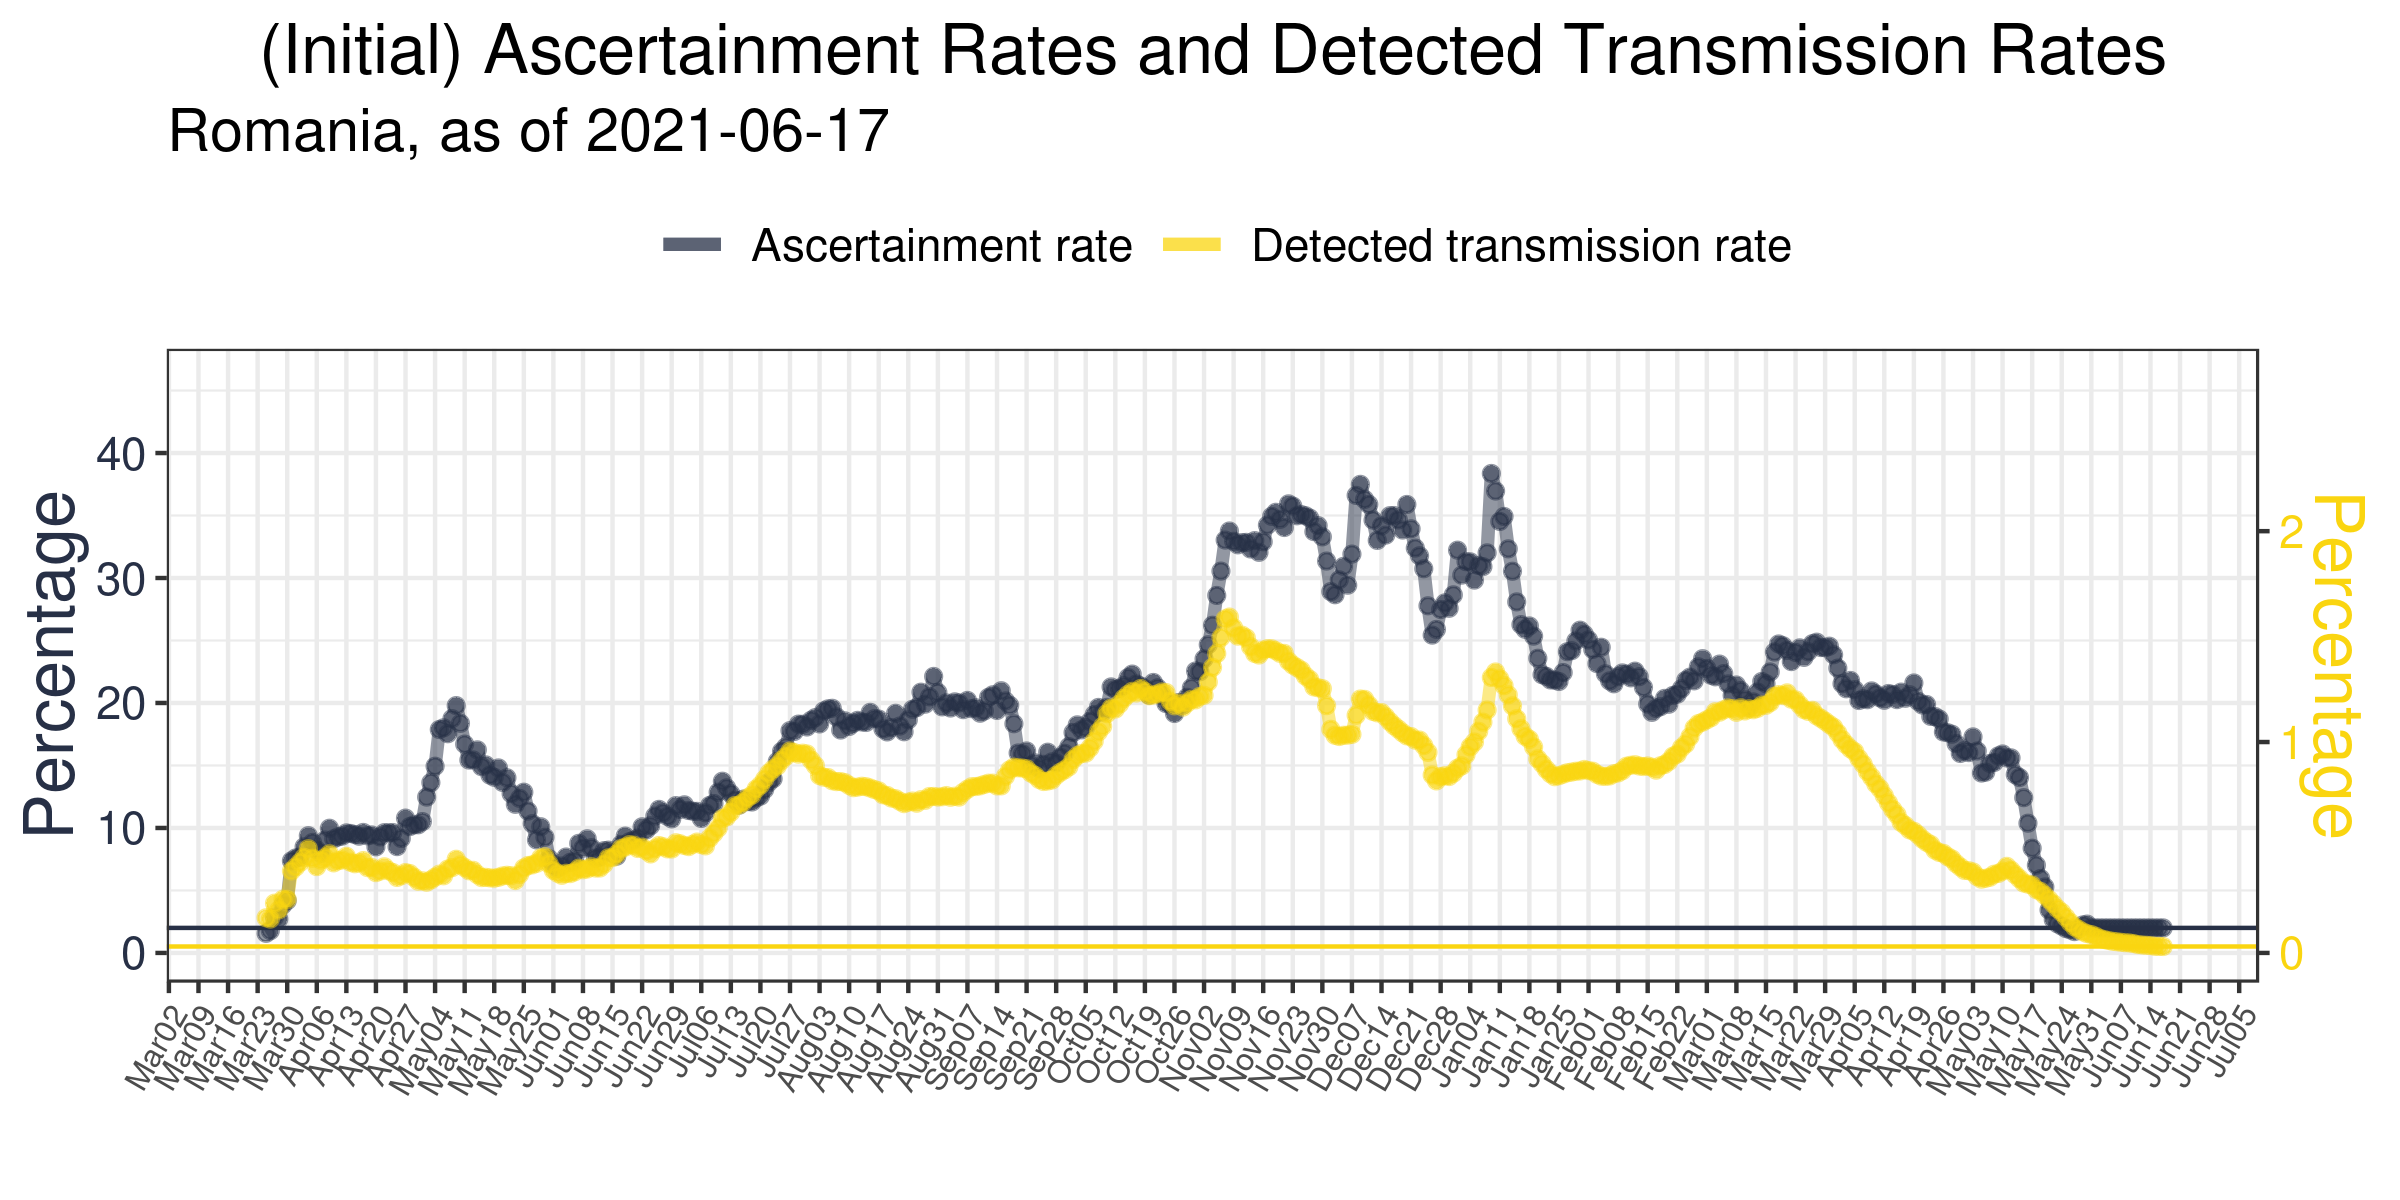 (Initial) Ascertainment Rates and Detected Transmission Rates
Romania, as of 2021-06-17
Ascertainment rate
Detected transmission rate
Percentage
40
30
20
10
0
2
1
0
Percentage
Mar02
Mar09
Mar16
Mar23
Mar30
Apr06
Apr13
Apr20
Apr27
May04
May11
May18
May25
Jun01
Jun08
Jun15
Jun22
Jun29
Jul06
Jul13
Jul20
Jul27
Aug03
Aug10
Aug17
Aug24
Aug31
Sep07
Sep14
Sep21
Sep28
Oct05
Oct12
Oct19
Oct26
Nov02
Nov09
Nov16
Nov23
Nov30
Dec07
Dec14
Dec21
Dec28
Jan04
Jan11
Jan18
Jan25
Feb01
Feb08
Feb15
Feb22
Mar01
Mar08
Mar15
Mar22
Mar29
Apr05
Apr12
Apr19
Apr26
May03
May10
May17
May24
May31
Jun07
Jun14
Jun21
Jun28
Jul05